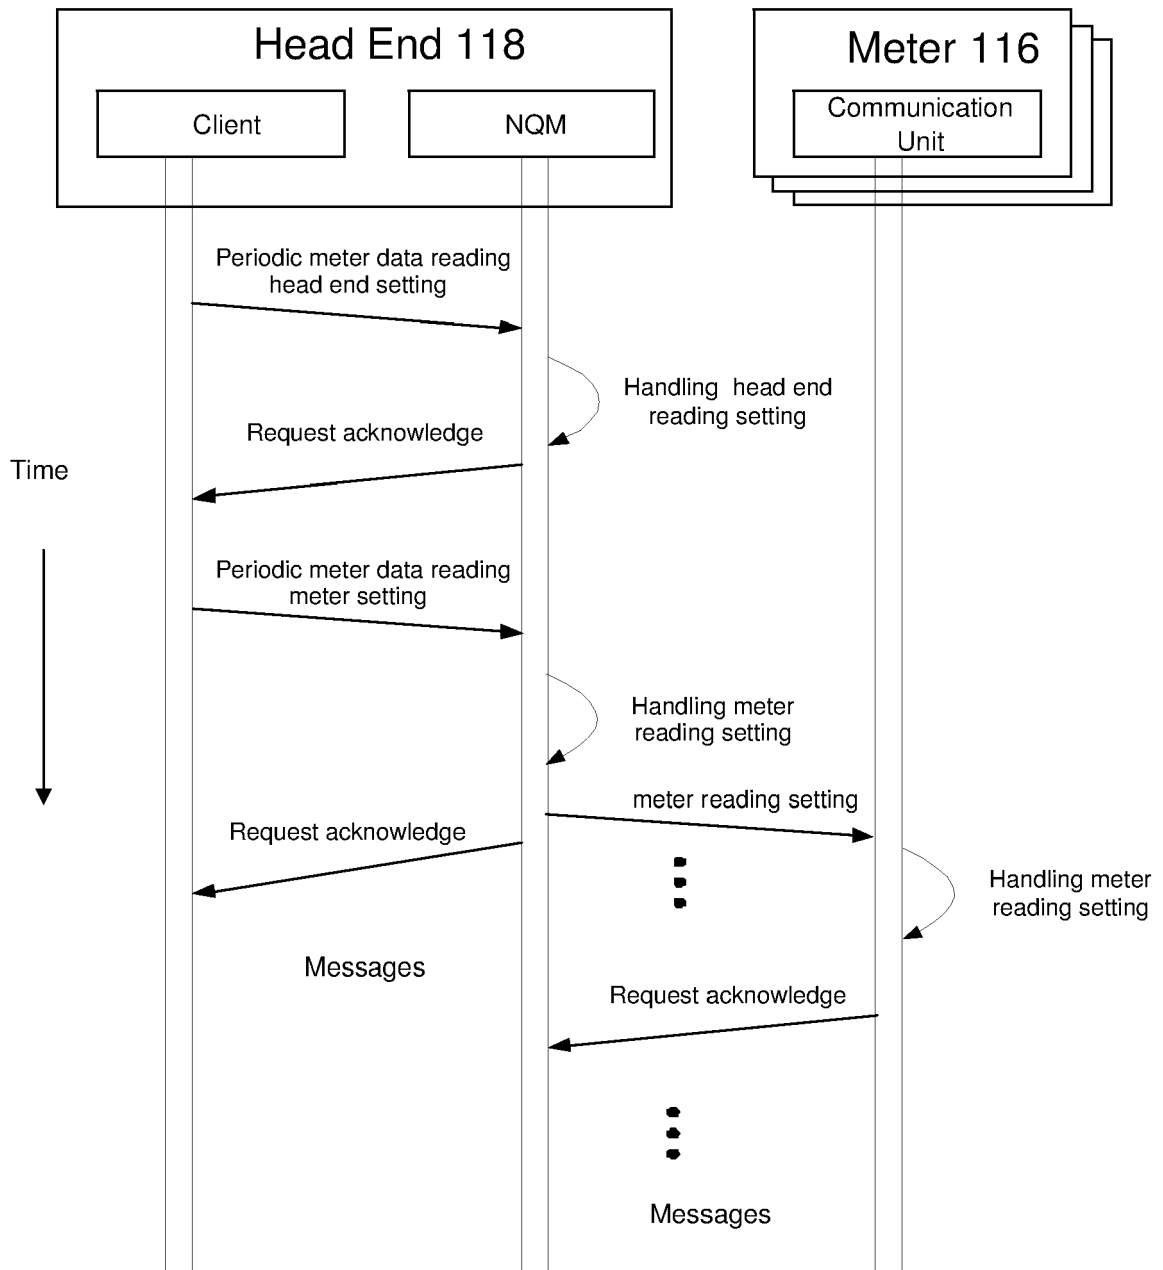 Head End 118
Meter 116
Client
NQM
Communication
Unit
Periodic meter data reading
head end setting
Handling head end
reading setting
Request acknowledge
Time
Periodic meter data reading
meter setting
Handling meter
reading setting
meter reading setting
Request acknowledge
Handling meter
reading setting
Messages
Request acknowledge
Messages